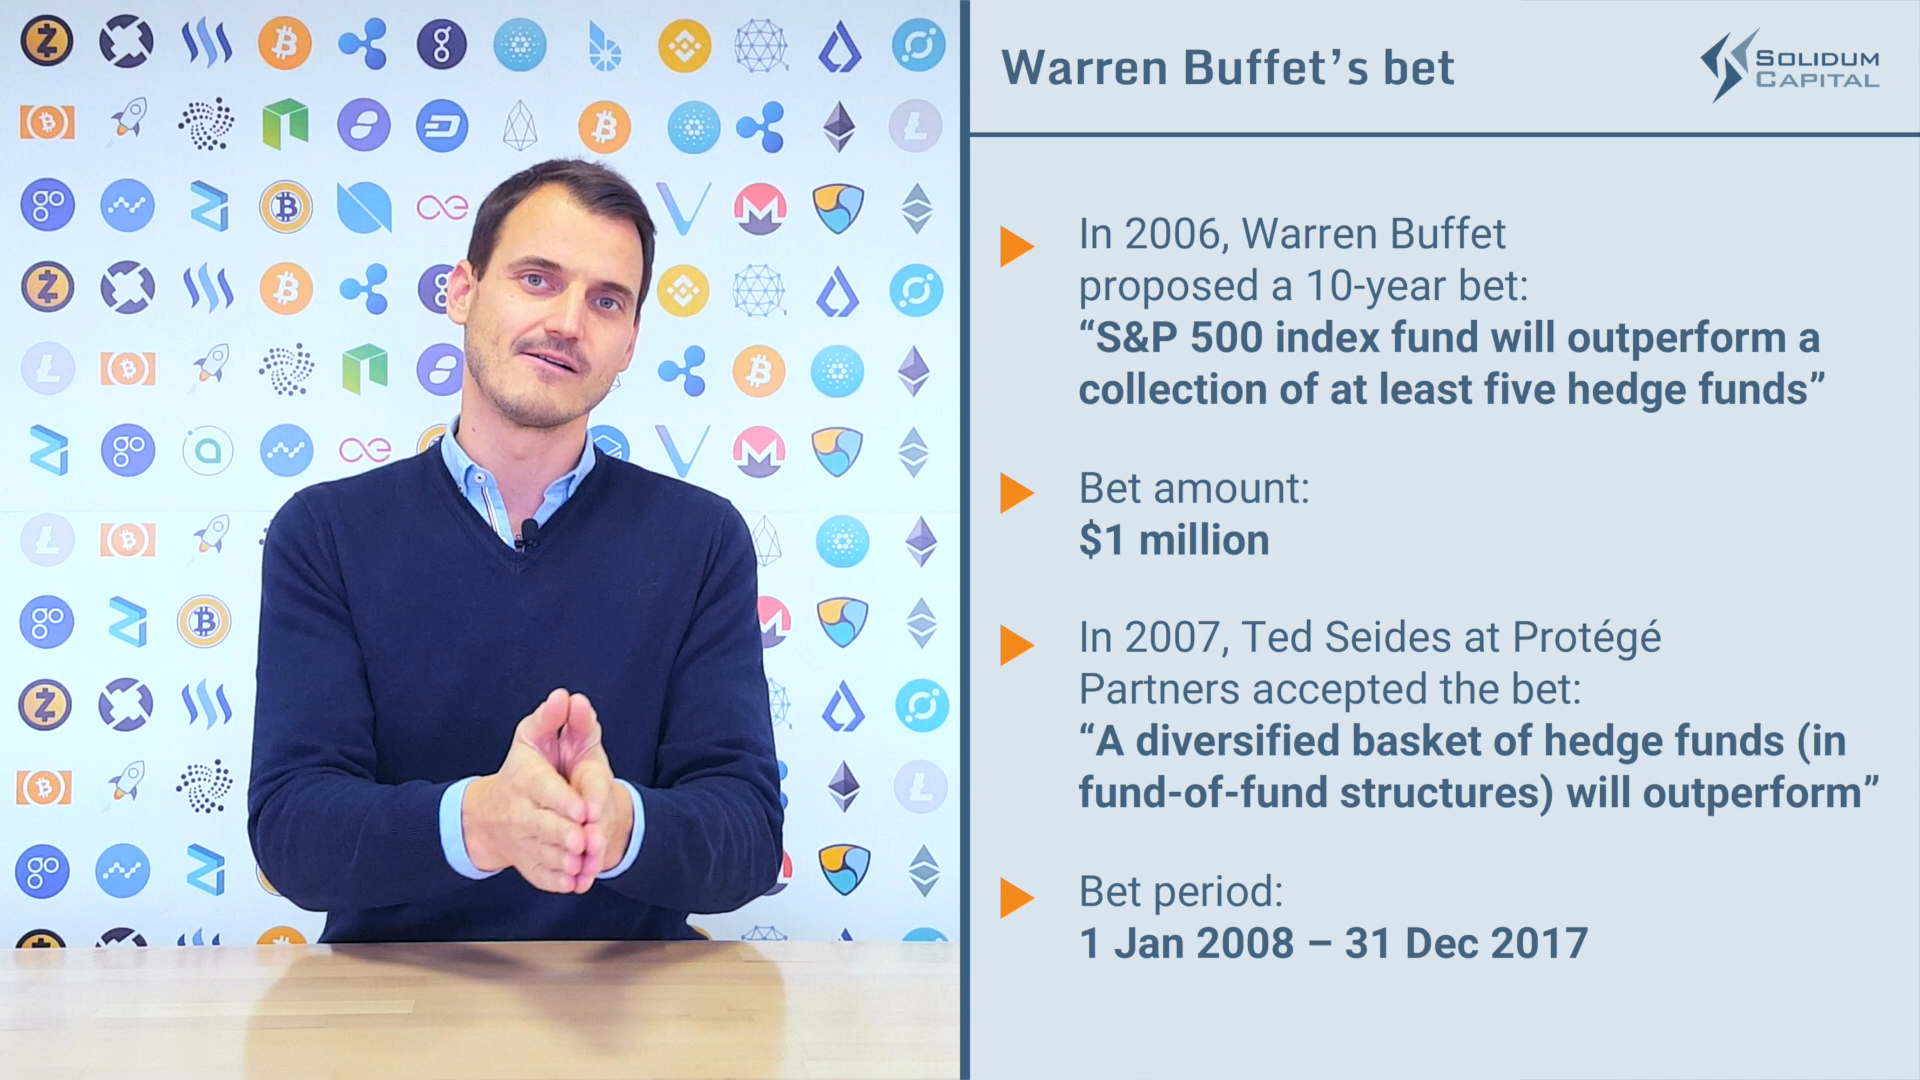 Warren Buffet’s bet
SOLIDUM
CAPITAL
In 2006, Warren Buffet
proposed a 10-year bet:
“S&P 500 index fund will outperform a
collection of at least five hedge funds”
Bet amount:
$1 million
In 2007, Ted Seides at Protégé
Partners accepted the bet:
“A diversified basket of hedge funds (in
fund-of-fund structures) will outperform”
Bet period:
1 Jan 2008 – 31 Dec 2017